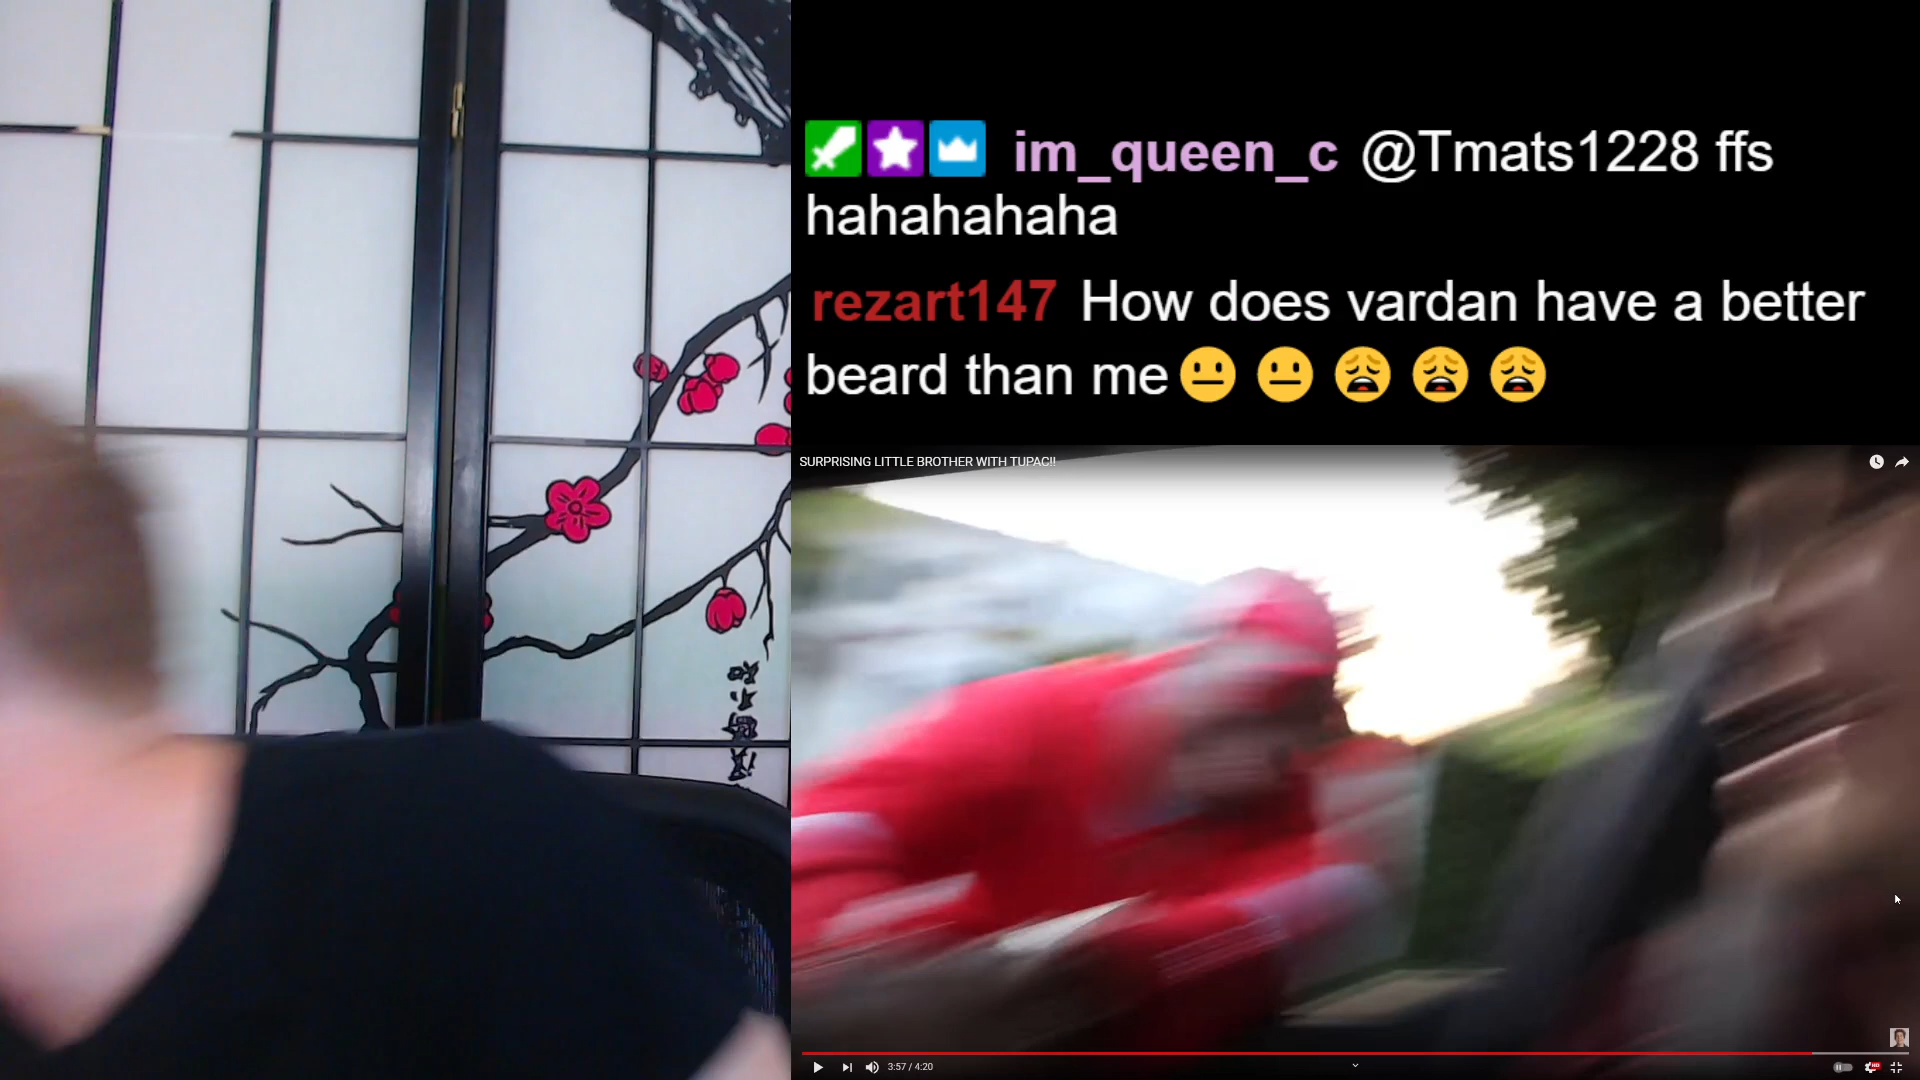 im_queen_c @Tmats1228 ffs
hahahahaha
rezart147 How does vardan have a better
beard than me😐 😐 😩 😩 😩
SURPRISING LITTLE BROTHER WITH TUPAC!!
3:57 / 4:20